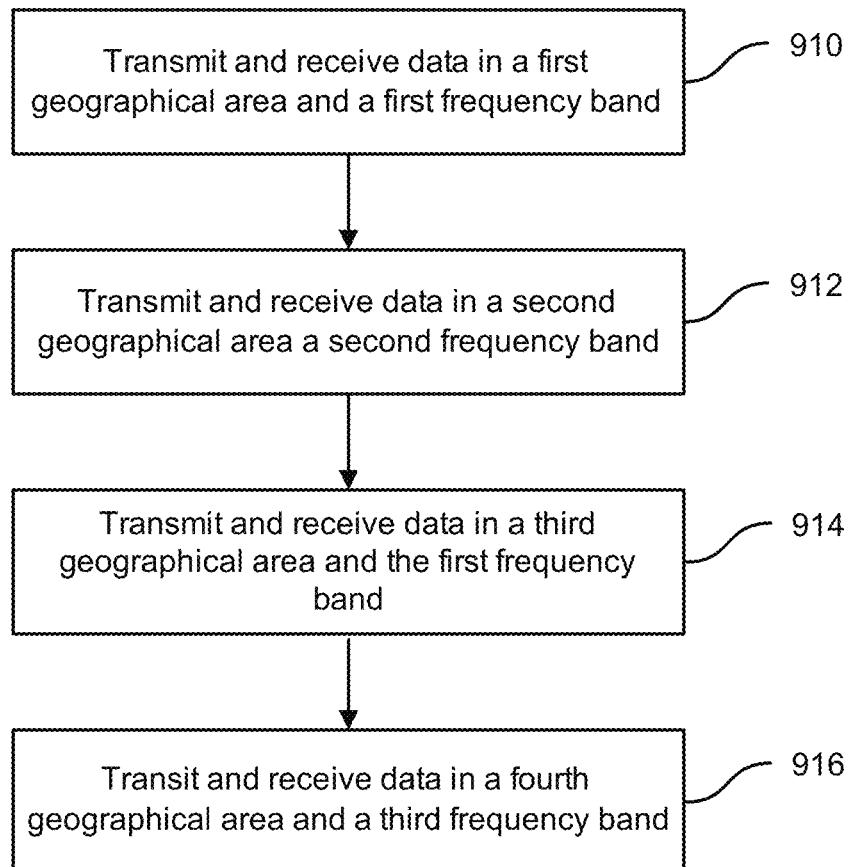 Transmit and receive data in a first
geographical area and a first frequency band
910
Transmit and receive data in a second
geographical area a second frequency band
912
Transmit and receive data in a third
geographical area and the first frequency
band
914
Transit and receive data in a fourth
geographical area and a third frequency band
916